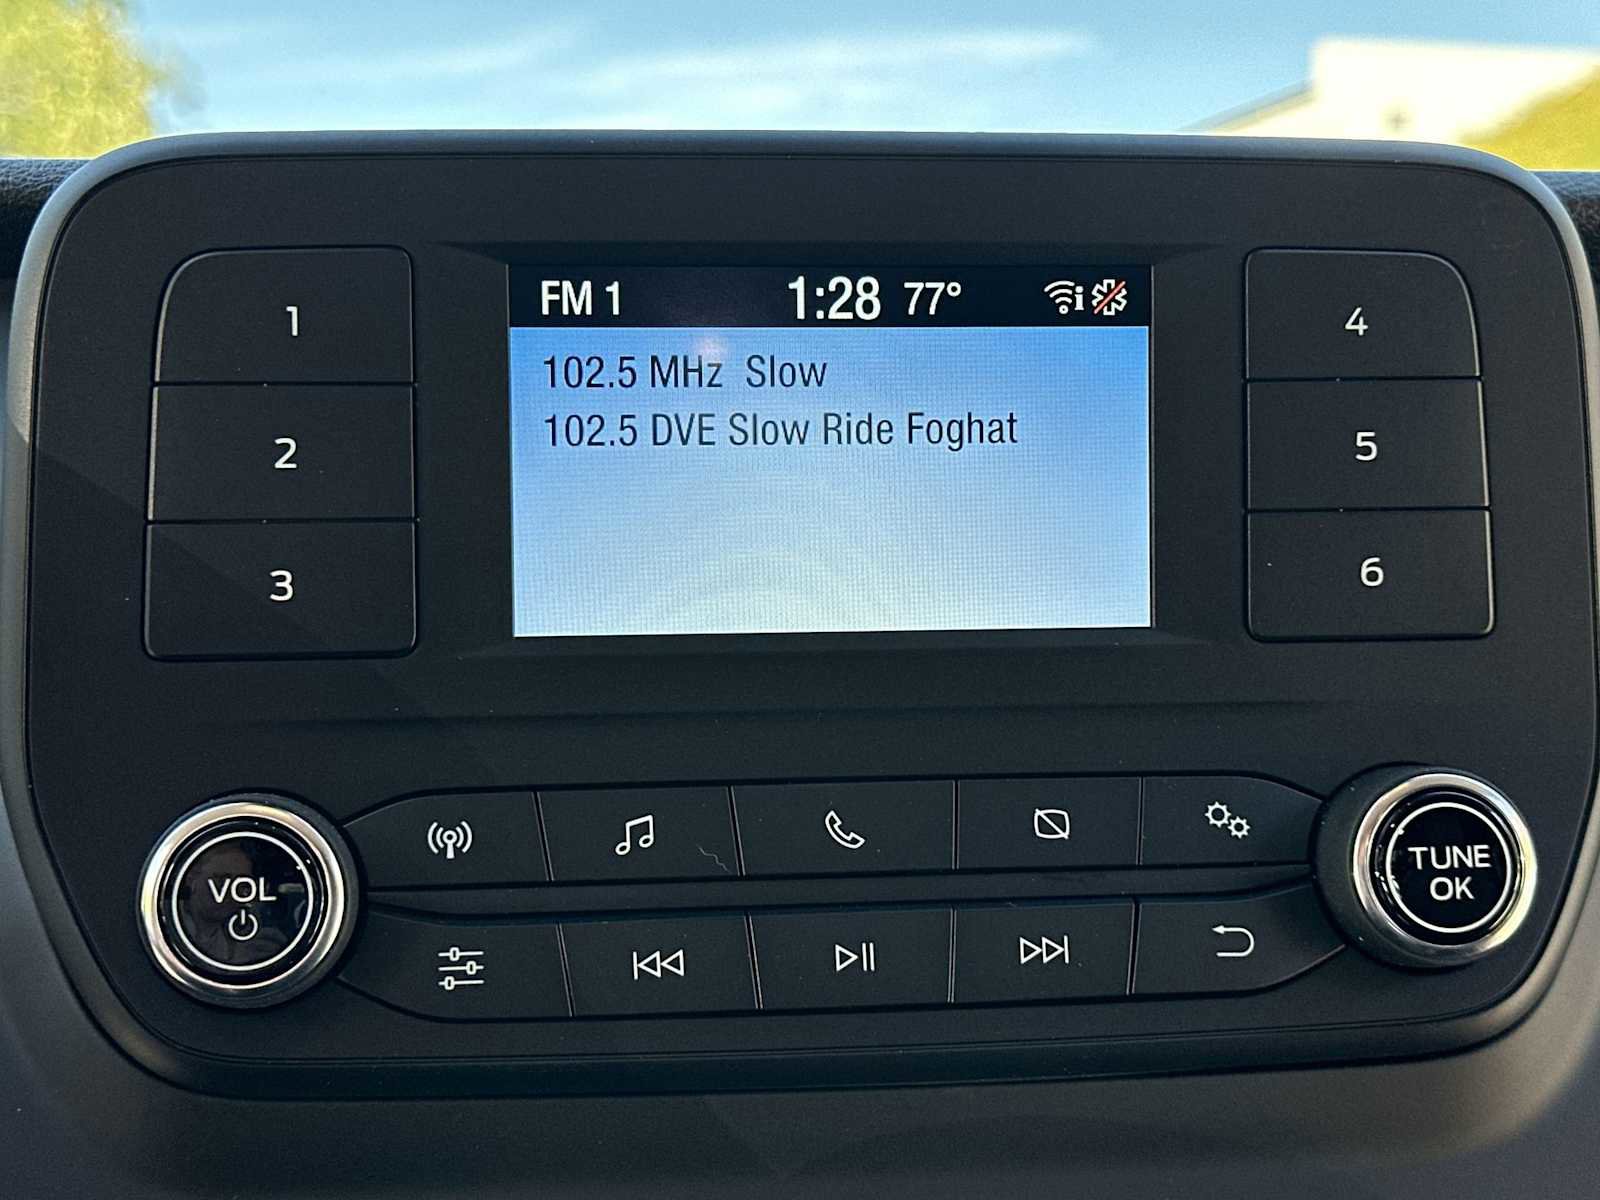 FM 1 1:28 77°
102.5 MHz Slow
102.5 DVE Slow Ride Foghat
1
2
3
4
5
6
VOL
TUNE
OK